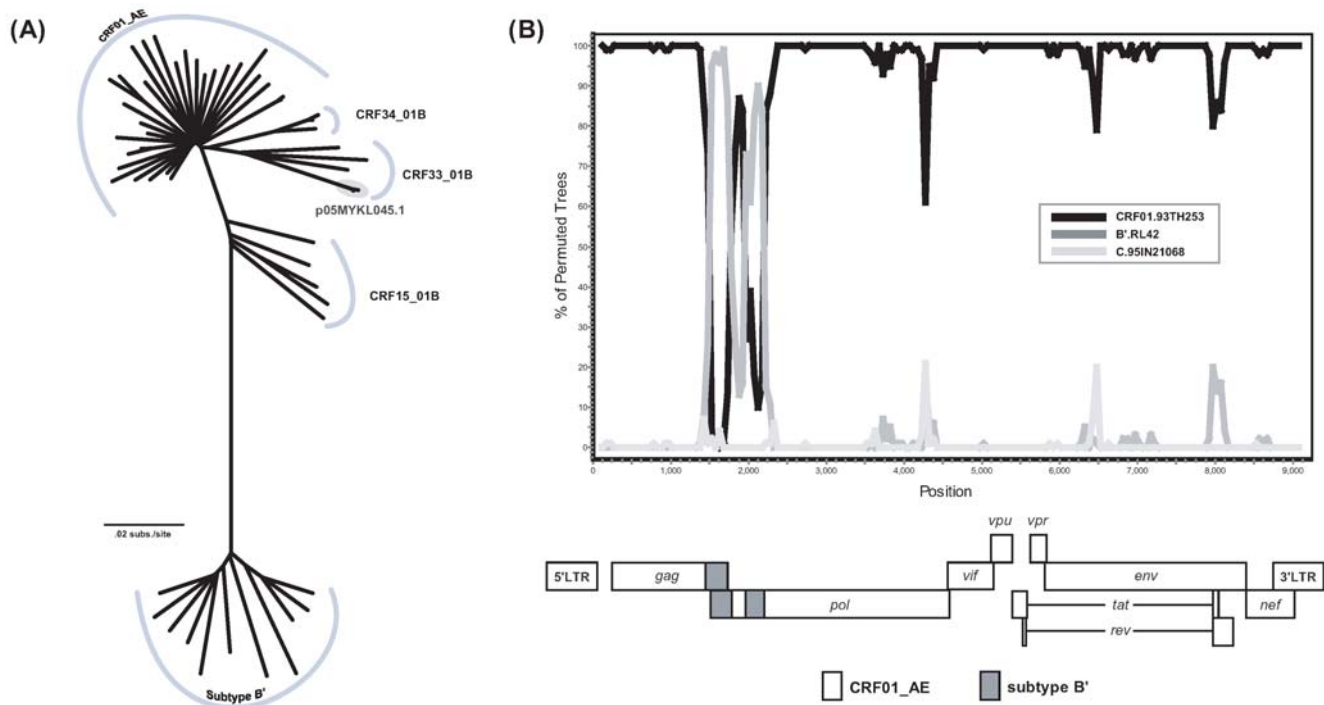 (A)
CRF01_AE
CRF34_01B
CRF33_01B
p05MYKL045.1
CRF15_01B
.02 subs./site
Subtype B'
(B)
% of Permuted Trees
100
90
80
70
60
50
40
30
20
10
0
CRF01.93TH253
B'.RL42
C.95IN21068
0
1,000
2,000
3,000
4,000
5,000
6,000
7,000
8,000
9,000
Position
vpu
vpr
5'LTR
gag
vif
env
3'LTR
pol
tat
nef
rev
CRF01_AE
subtype B'